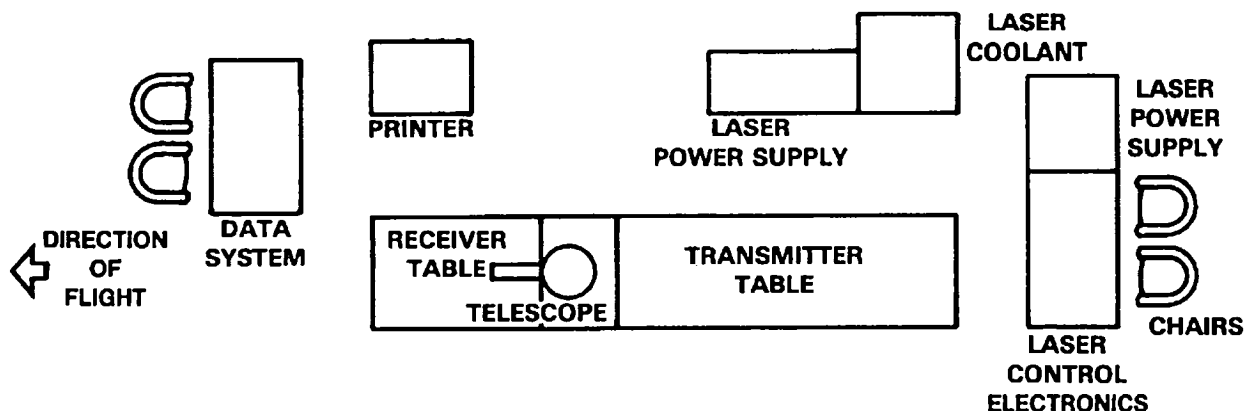 LASER
COOLANT
LASER
POWER
SUPPLY
PRINTER
LASER
POWER SUPPLY
DATA
SYSTEM
DIRECTION
OF
FLIGHT
RECEIVER
TABLE
TELESCOPE
TRANSMITTER
TABLE
CHAIRS
LASER
CONTROL
ELECTRONICS